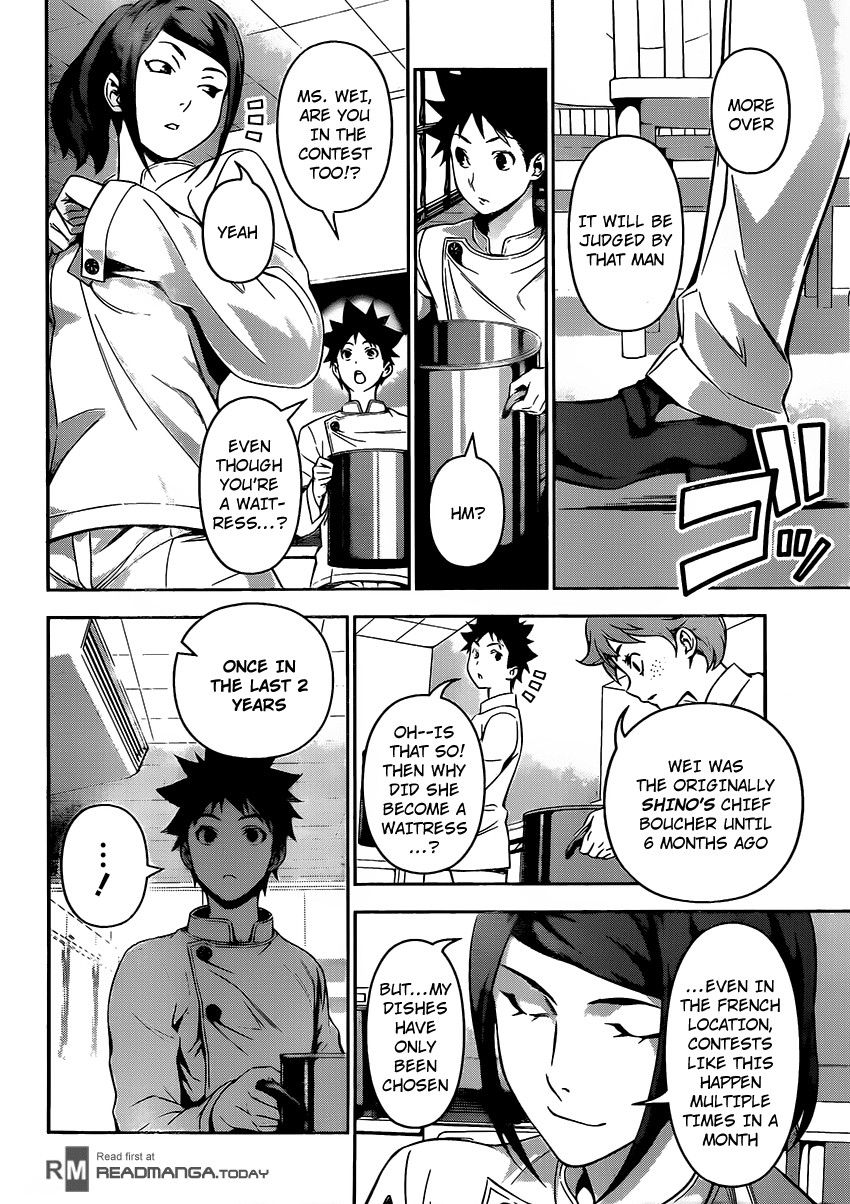 MORE
OVER
IT WILL BE
JUDGED BY
THAT MAN
ゴゴッ
HM?
MS. WEI,
ARE YOU
IN THE
CONTEST
TOO!?
YEAH
EVEN
THOUGH
YOU'RE
A WAIT-
RESS...?
WEI WAS
THE ORIGINALLY
SHINO'S CHIEF
BOUCHER UNTIL
6 MONTHS AGO
OH--IS
THAT SO!
THEN WHY
DID SHE
BECOME A
WAITRESS
...?
...EVEN IN
THE FRENCH
LOCATION,
CONTESTS
LIKE THIS
HAPPEN
MULTIPLE
TIMES IN A
MONTH
BUT...MY
DISHES
HAVE
ONLY
BEEN
CHOSEN
ONCE IN
THE LAST 2
YEARS
...!
RM
Read first at
READMANGA.TODAY